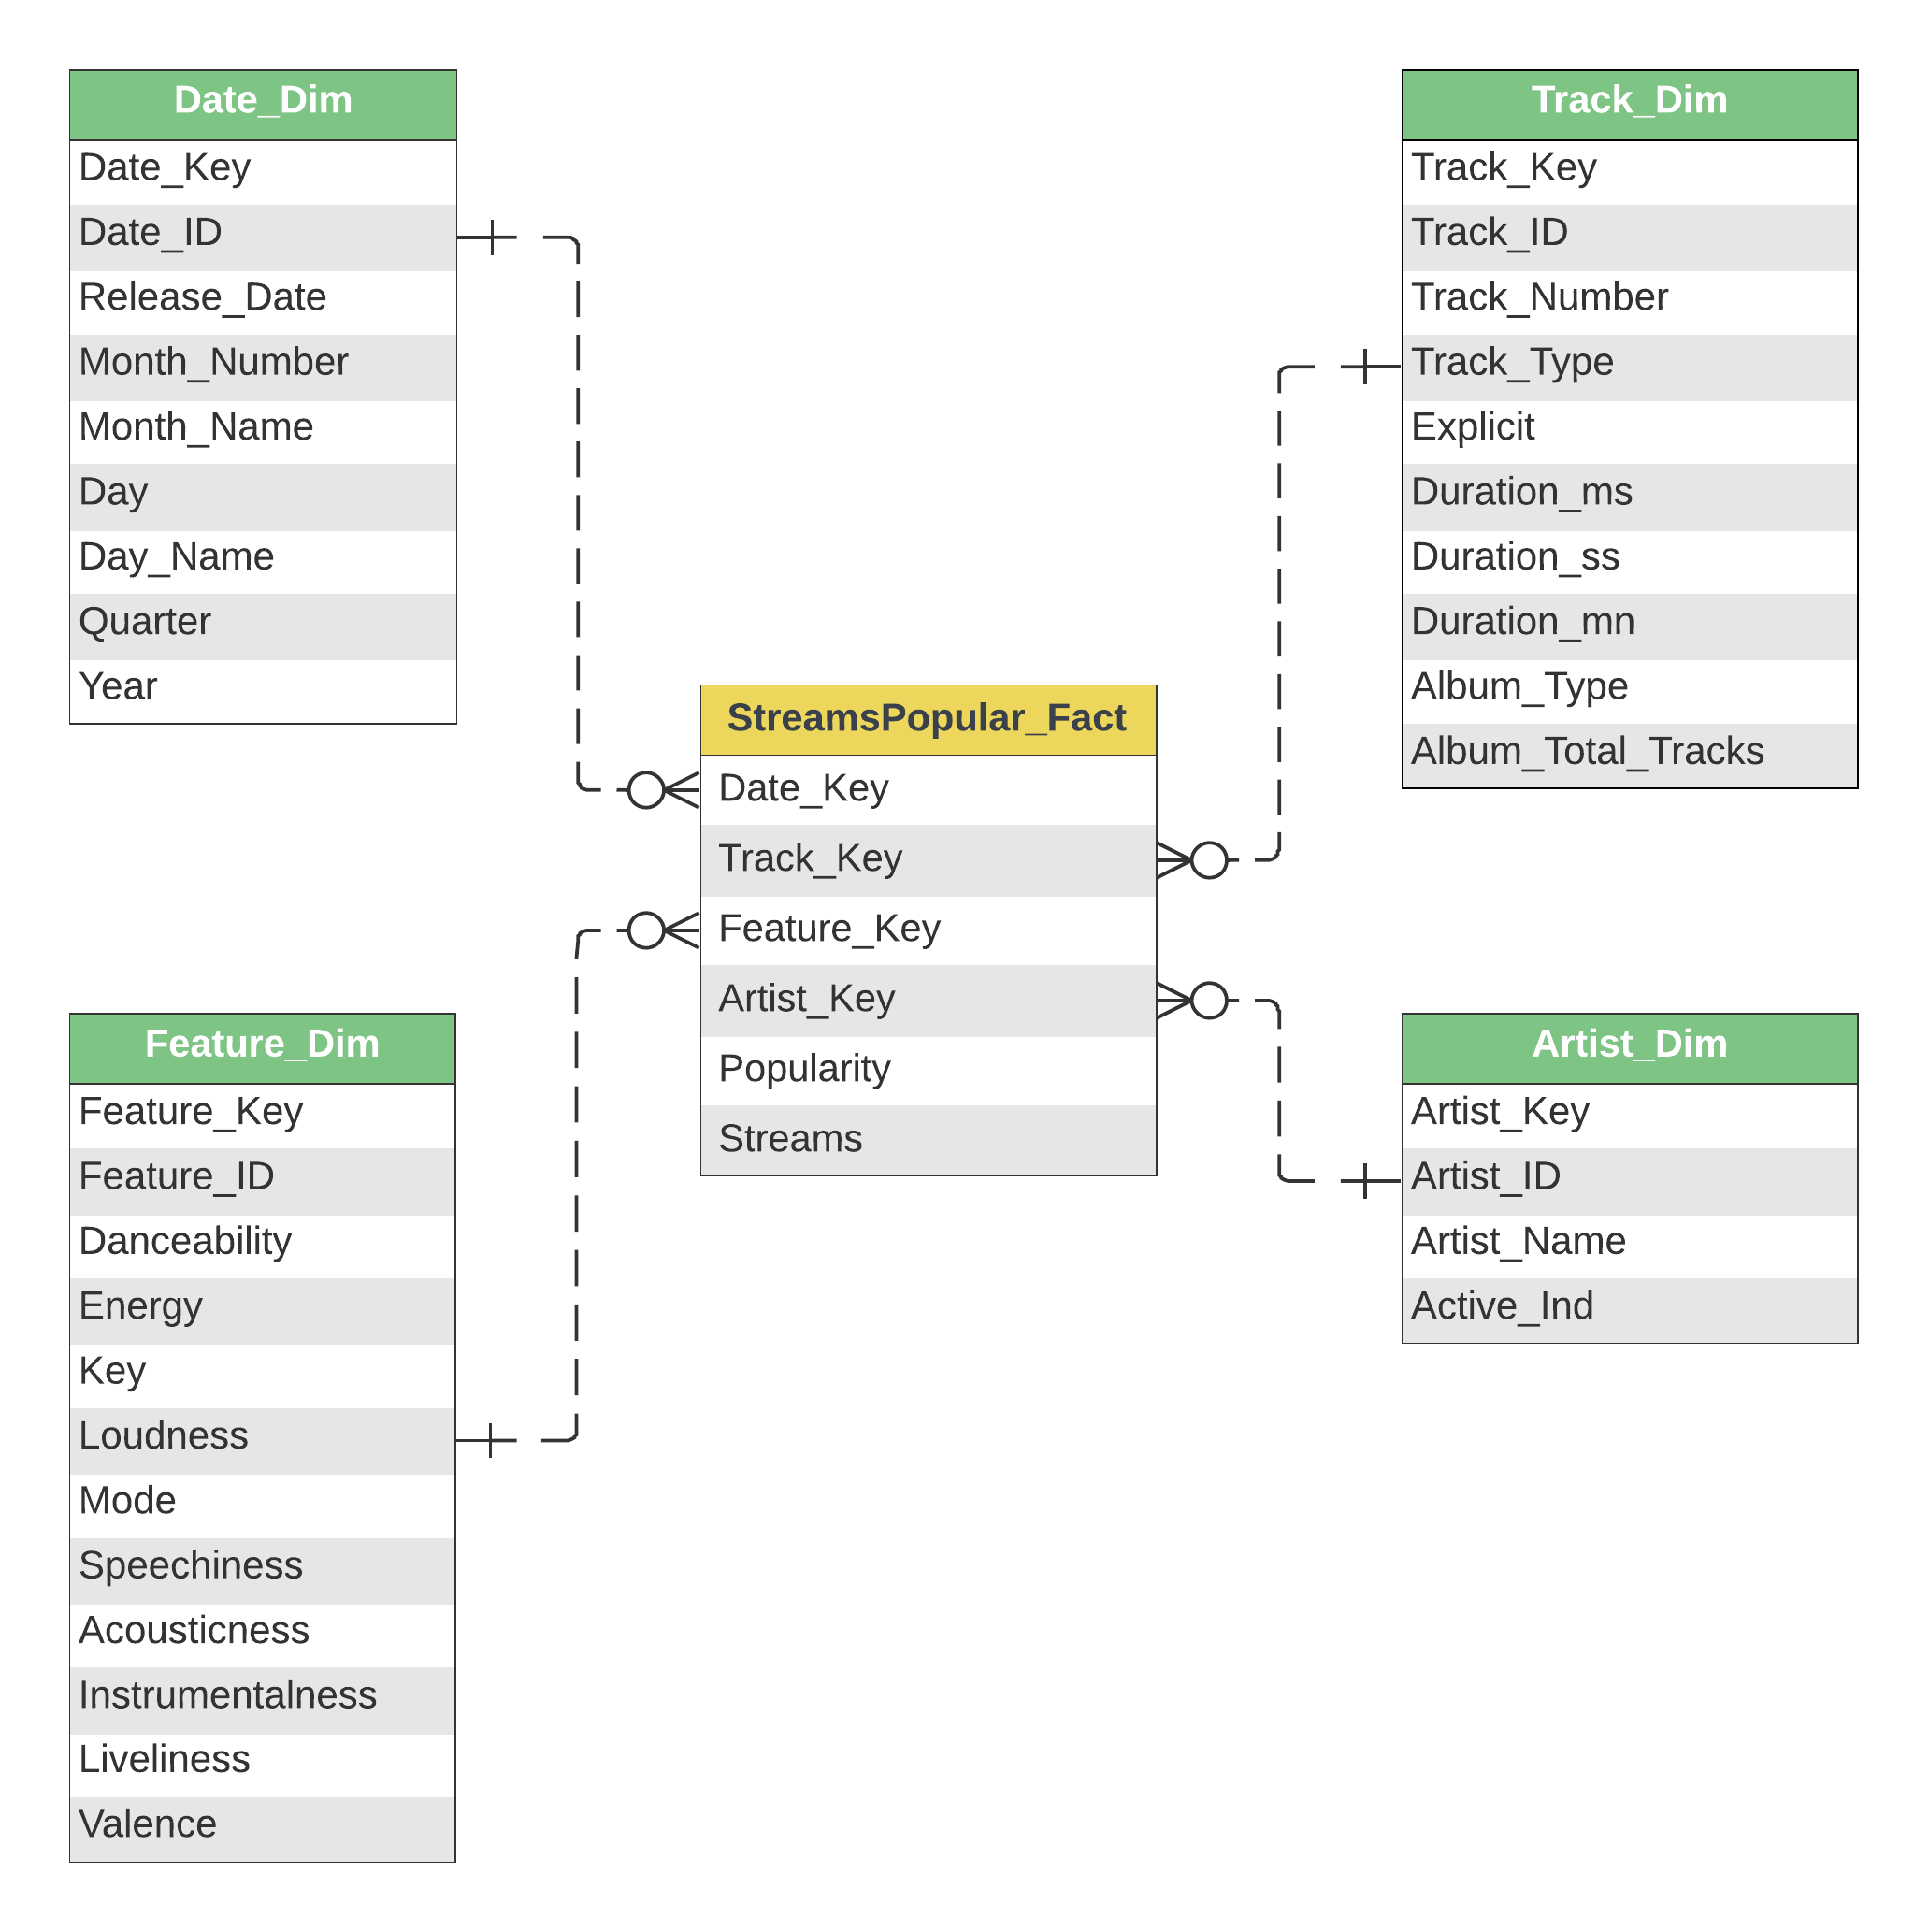 Date_Dim
Date_Key
Date_ID
Release_Date
Month_Number
Month_Name
Day
Day_Name
Quarter
Year
Track_Dim
Track_Key
Track_ID
Track_Number
Track_Type
Explicit
Duration_ms
Duration_ss
Duration_mn
Album_Type
Album_Total_Tracks
StreamsPopular_Fact
Date_Key
Track_Key
Feature_Key
Artist_Key
Popularity
Streams
Feature_Dim
Feature_Key
Feature_ID
Danceability
Energy
Key
Loudness
Mode
Speechiness
Acousticness
Instrumentalness
Liveliness
Valence
Artist_Dim
Artist_Key
Artist_ID
Artist_Name
Active_Ind